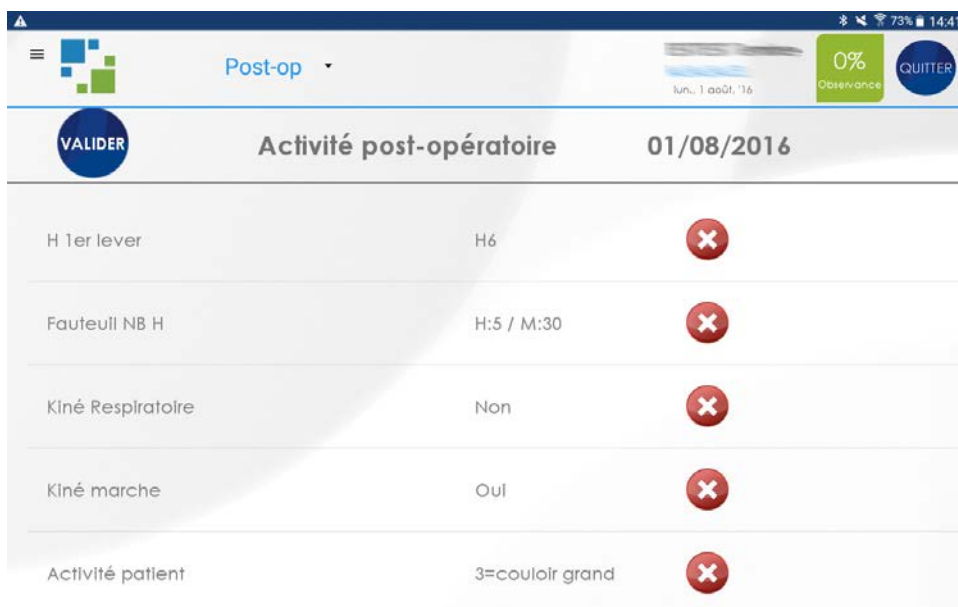 73% 14:41
Post-op
lun., 1 août, '16
0%
Observance
QUITTER
VALIDER
Activité post-opératoire 01/08/2016
H 1er lever H6
Fauteuil NB H H:5 / M:30
Kiné Respiratoire Non
Kiné marche Oui
Activité patient 3=couloir grand